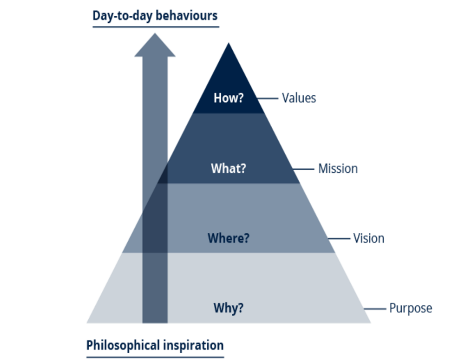 Day-to-day behaviours
How? Values
What? Mission
Where? Vision
Why? Purpose
Philosophical inspiration